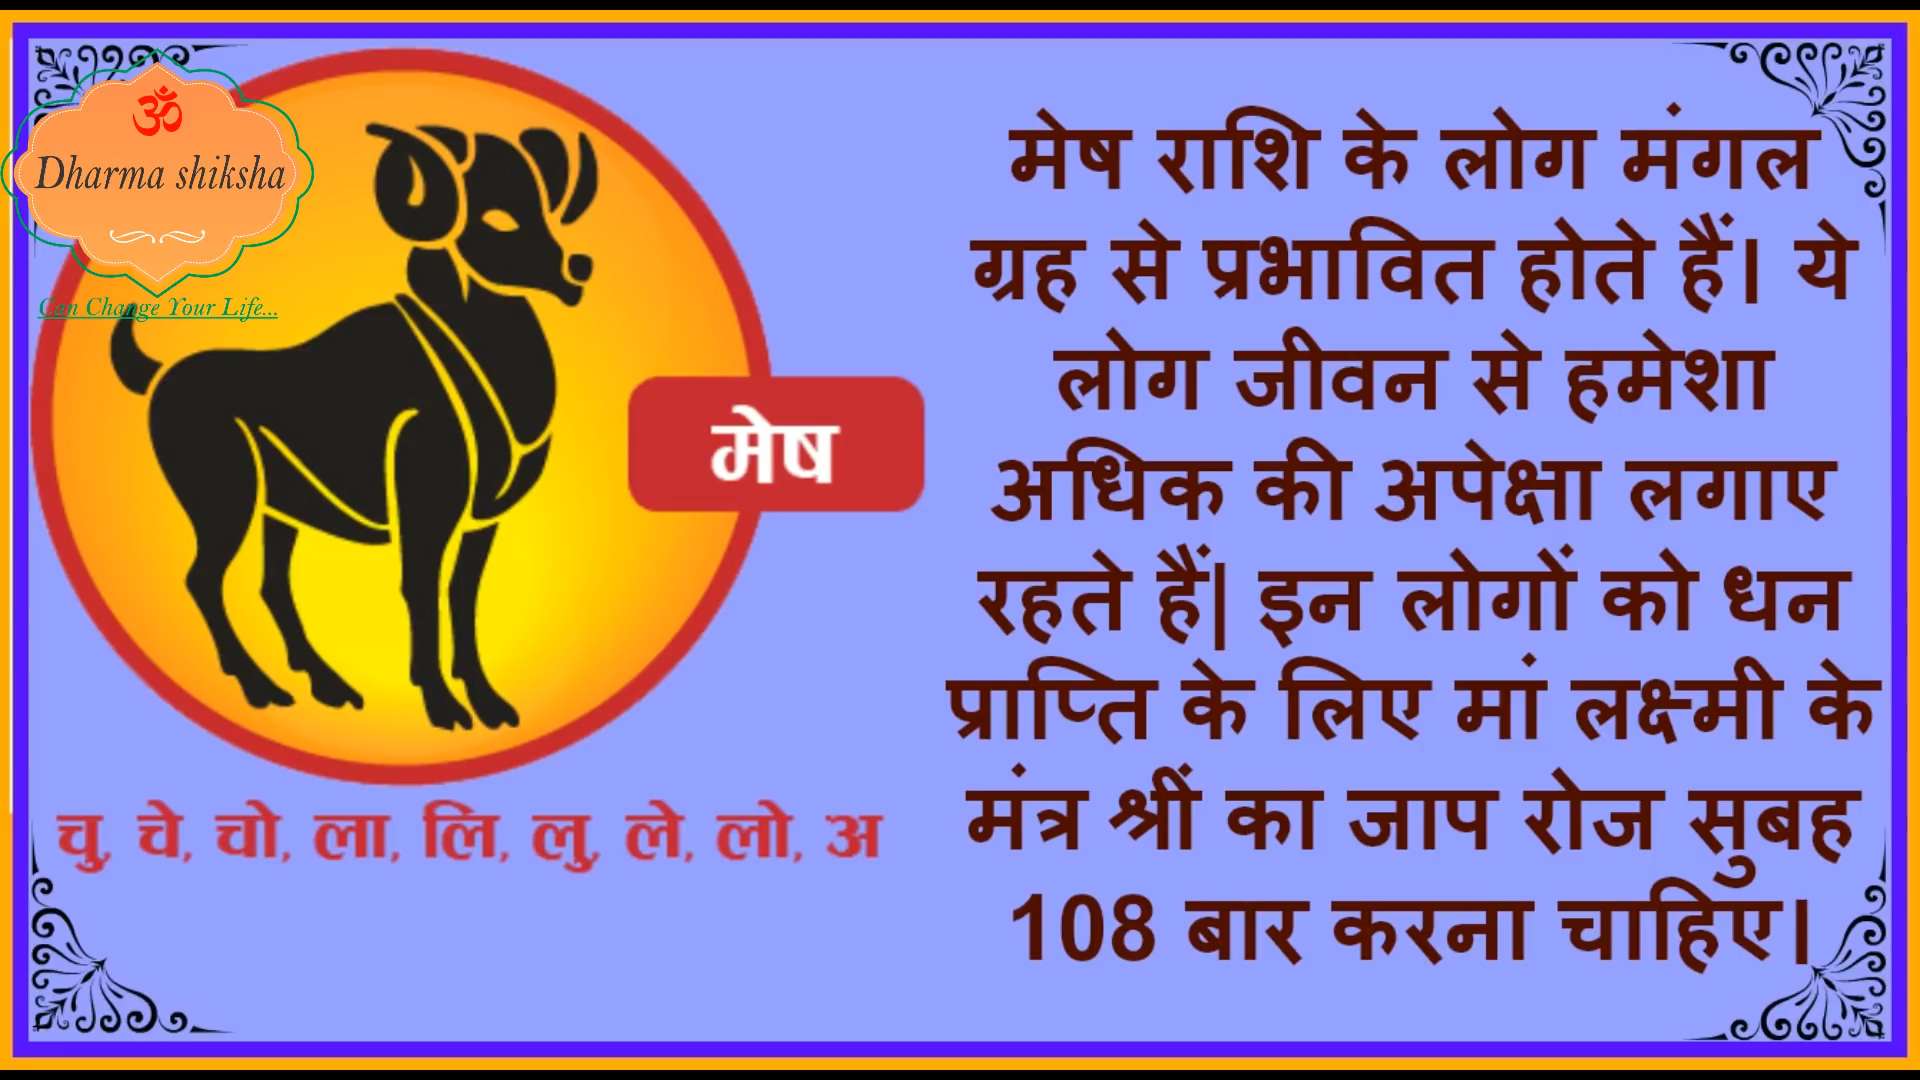 ॐ
Dharma shiksha
Can Change Your Life...
मेष
चु, चे, चो, ला, लि, लु, ले, लो, अ
मेष राशि के लोग मंगल
ग्रह से प्रभावित होते हैं। ये
लोग जीवन से हमेशा
अधिक की अपेक्षा लगाए
रहते हैं| इन लोगों को धन
प्राप्ति के लिए मां लक्ष्मी के
मंत्र श्रीं का जाप रोज सुबह
108 बार करना चाहिए।